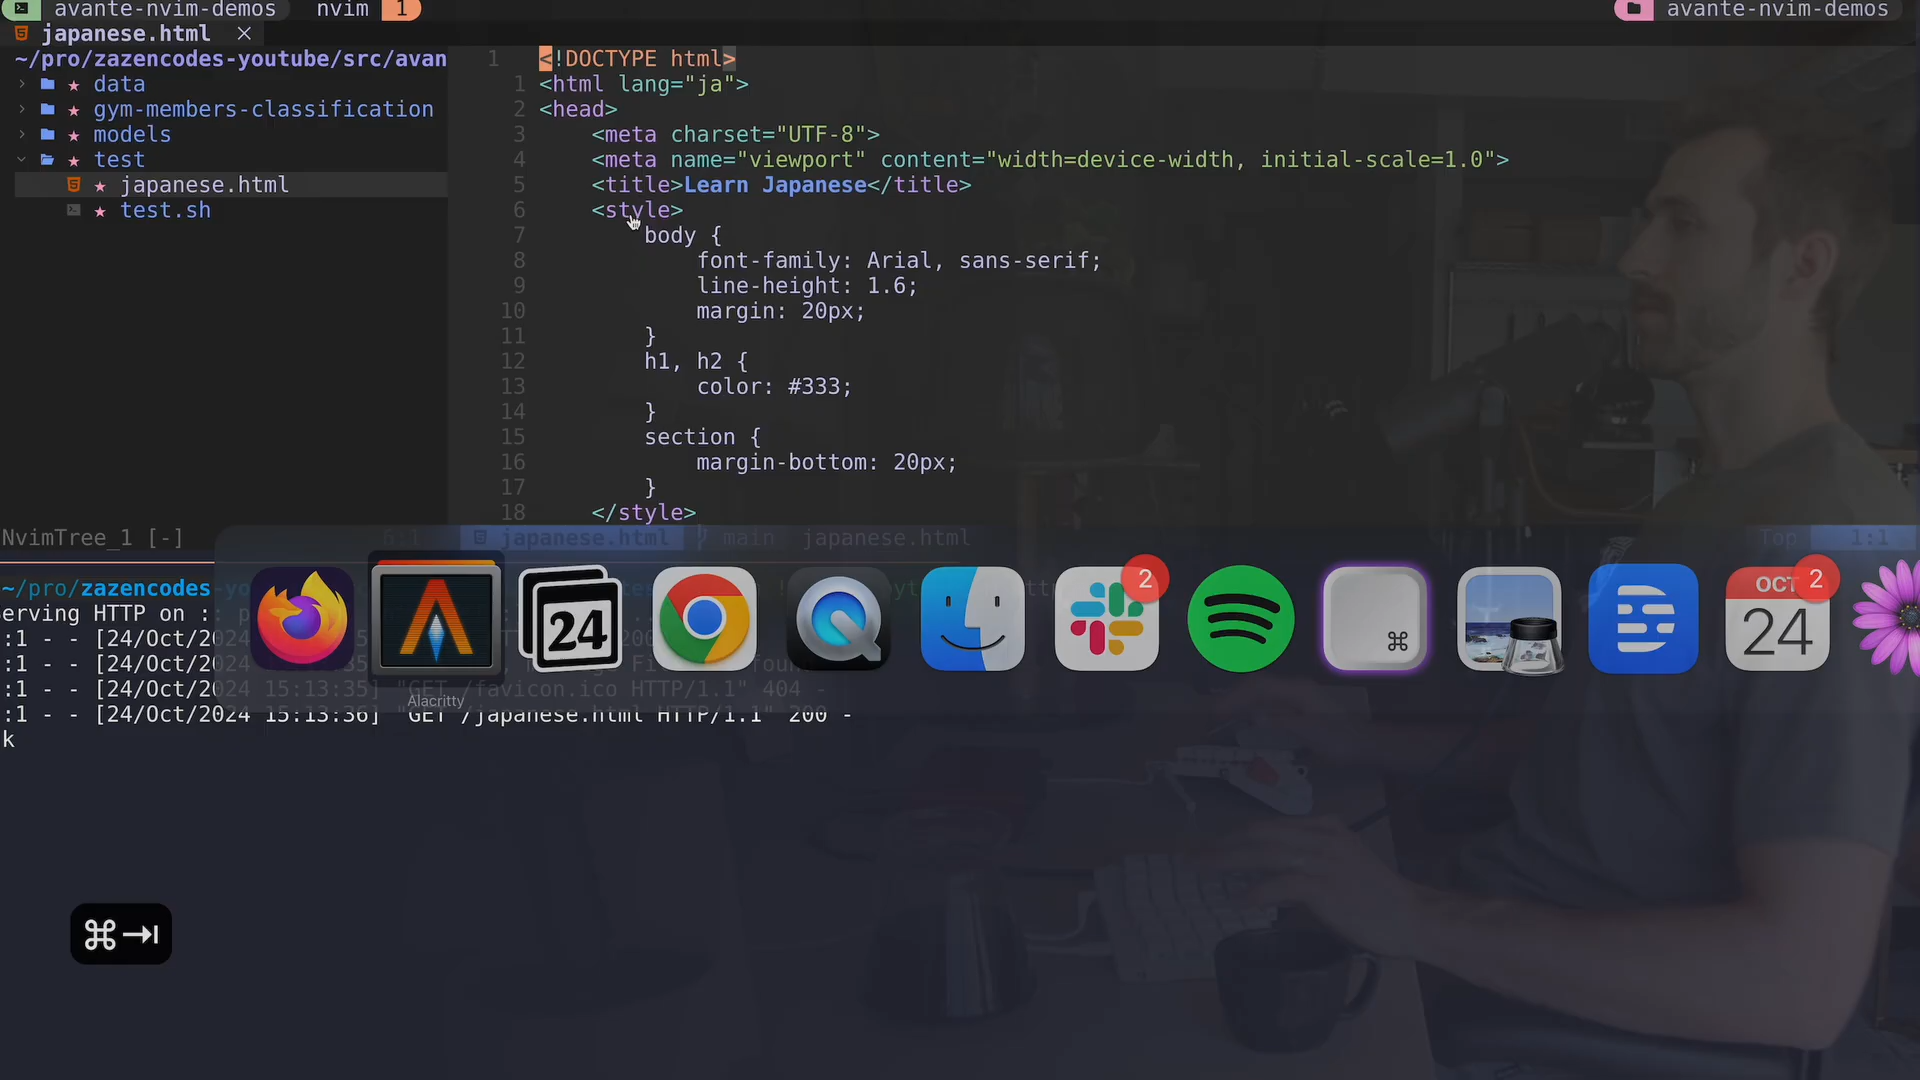 avante-nvim-demos nvim 1 avante-nvim-demos
japanese.html ×
~/pro/zazencodes-youtube/src/avan
data
gym-members-classification
models
test
japanese.html
test.sh
1 <!DOCTYPE html>
1 <html lang="ja">
2 <head>
3 <meta charset="UTF-8">
4 <meta name="viewport" content="width=device-width, initial-scale=1.0">
5 <title>Learn Japanese</title>
6 <style>
7 body {
8 font-family: Arial, sans-serif;
9 line-height: 1.6;
10 margin: 20px;
11 }
12 h1, h2 {
13 color: #333;
14 }
15 section {
16 margin-bottom: 20px;
17 }
18 </style>
NvimTree_1 [-] 6:1 japanese.html main japanese.html Top 1:1
~/pro/zazencodes-yo
erving HTTP on :: p
:1 - - [24/Oct/20
:1 - - [24/Oct/20
:1 - - [24/Oct/2024 15:13:35] "GET /favicon.ico HTTP/1.1" 404 -
:1 - - [24/Oct/2024 15:13:36] "GET /japanese.html HTTP/1.1" 200 -
k
24
2
⌘
OCT 2
24
Alacritty
⌘⇥